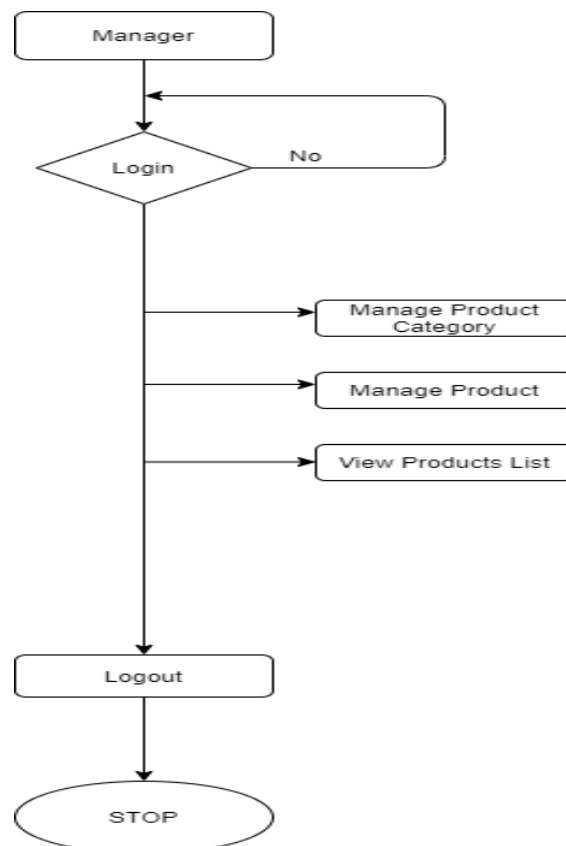 Manager
Login
No
Manage Product
Category
Manage Product
View Products List
Logout
STOP